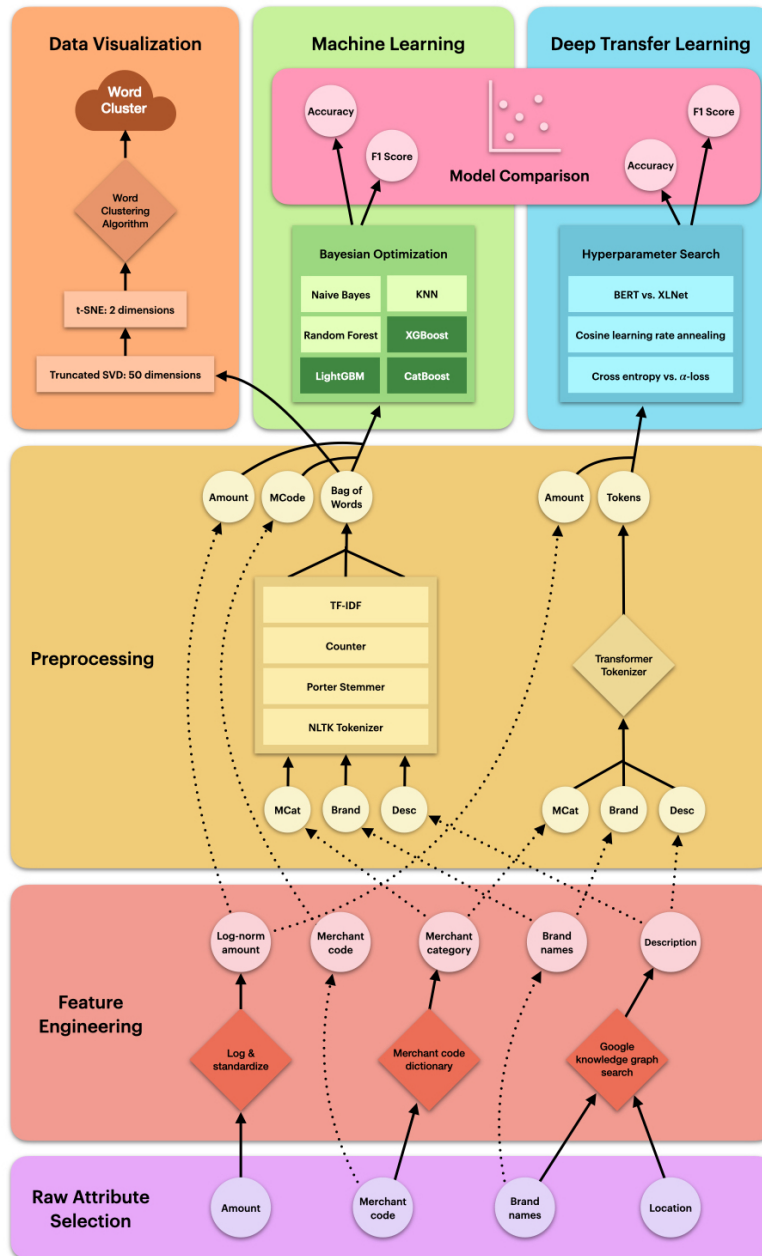 Data Visualization
Machine Learning
Deep Transfer Learning
Word
Cluster
Accuracy
F1 Score
F1 Score
Accuracy
Model Comparison
Word
Clustering
Algorithm
t-SNE: 2 dimensions
Truncated SVD: 50 dimensions
Bayesian Optimization
Naive Bayes
KNN
Random Forest
XGBoost
LightGBM
CatBoost
Hyperparameter Search
BERT vs. XLNet
Cosine learning rate annealing
Cross entropy vs. α-loss
Preprocessing
Amount
MCode
Bag of
Words
Amount
Tokens
TF-IDF
Counter
Porter Stemmer
NLTK Tokenizer
Transformer
Tokenizer
MCat
Brand
Desc
MCat
Brand
Desc
Feature
Engineering
Log-norm
amount
Merchant
code
Merchant
category
Brand
names
Description
Log &
standardize
Merchant code
dictionary
Google
knowledge graph
search
Raw Attribute
Selection
Amount
Merchant
code
Brand
names
Location